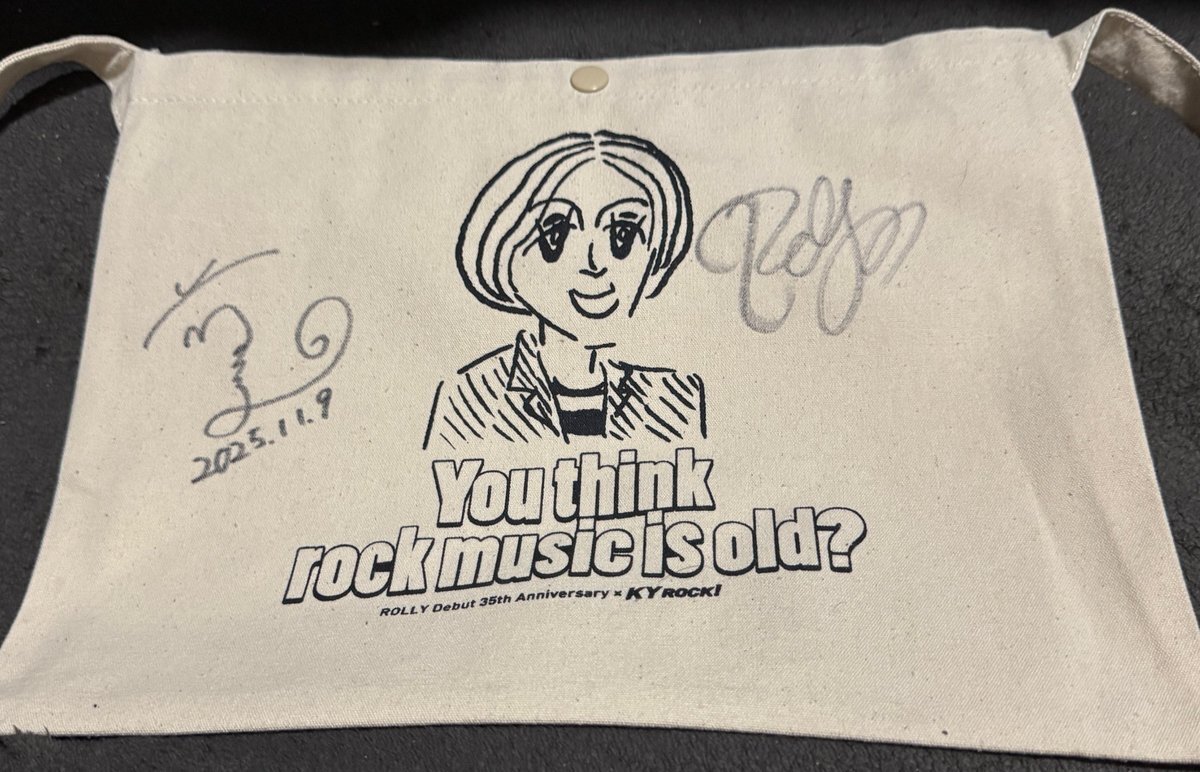 2025.11.9
You think
rock music is old?
ROLLY Debut 35th Anniversary × KYROCK!